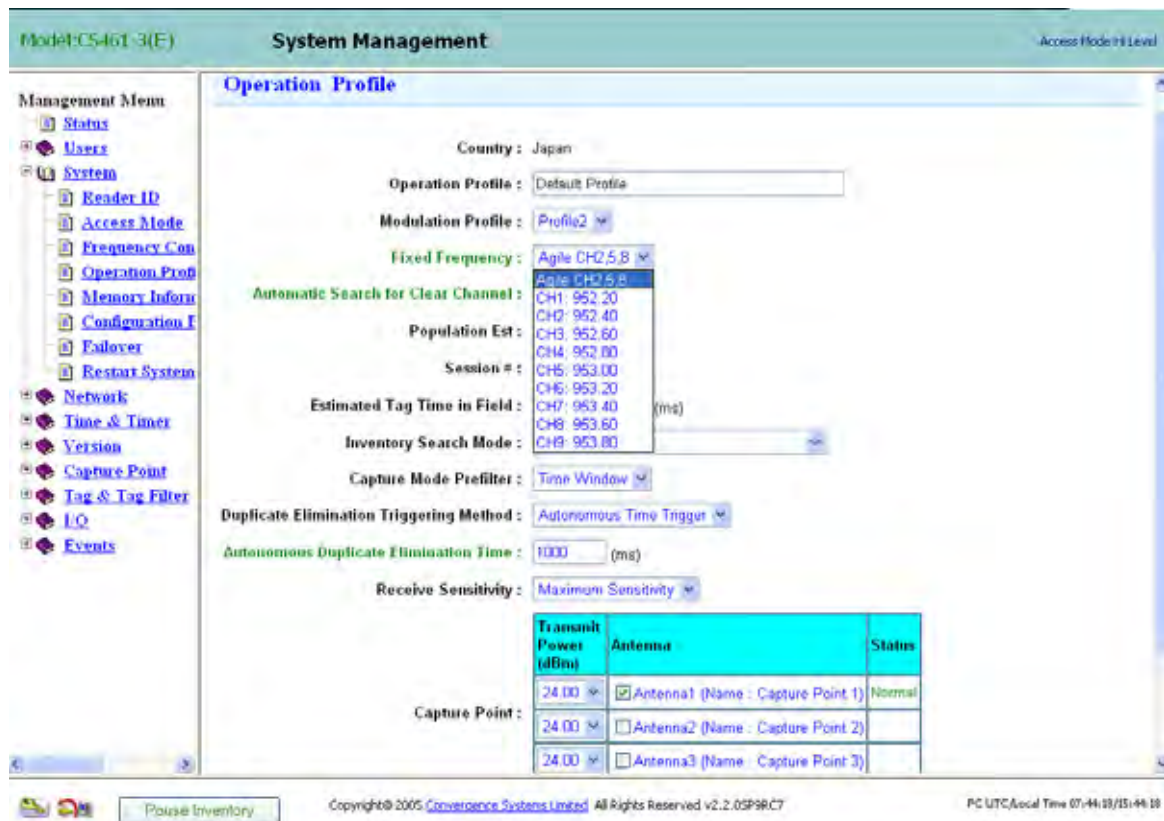 Model:CS461-3(E)
System Management
Access Mode:Hi Level
Management Menu
Status
Users
System
Reader ID
Access Mode
Frequency Con
Operation Profi
Memory Inform
Configuration F
Failover
Restart System
Network
Time & Timer
Version
Capture Point
Tag & Tag Filter
I/O
Events
Operation Profile
Country : Japan
Operation Profile : Default Profile
Modulation Profile : Profile2
Fixed Frequency : Agile CH2,5,8
Agile CH2,5,8
CH1: 952.20
CH2: 952.40
CH3: 952.60
CH4: 952.80
CH5: 953.00
CH6: 953.20
CH7: 953.40
CH8: 953.60
CH9: 953.80
Automatic Search for Clear Channel :
Population Est :
Session # :
Estimated Tag Time in Field : (ms)
Inventory Search Mode :
Capture Mode Prefilter : Time Window
Duplicate Elimination Triggering Method : Autonomous Time Trigger
Autonomous Duplicate Elimination Time : 1000 (ms)
Receive Sensitivity : Maximum Sensitivity
Capture Point :
Transmit Power (dBm) Antenna Status
24.00 Antenna1 (Name : Capture Point 1) Normal
24.00 Antenna2 (Name : Capture Point 2)
24.00 Antenna3 (Name : Capture Point 3)
Pause Inventory
Copyright© 2005 Convergence Systems Limited All Rights Reserved v2.2.0SP9RC7
PC UTC/Local Time 07:44:18/15:44:18